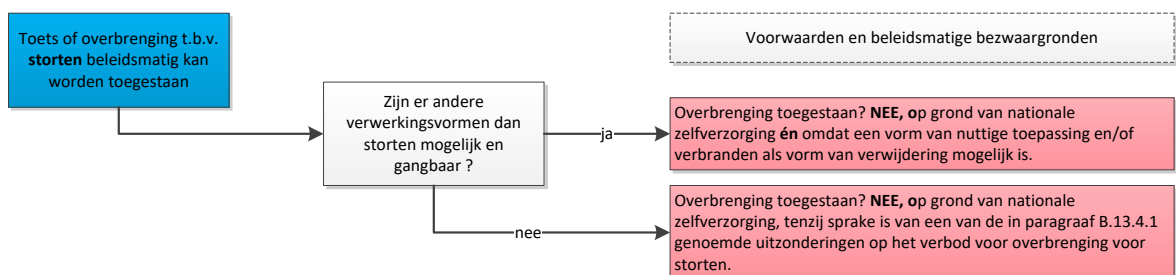 Toets of overbrenging t.b.v.
storten beleidsmatig kan
worden toegestaan
Voorwaarden en beleidsmatige bezwaargronden
Zijn er andere
verwerkingsvormen dan
storten mogelijk en
gangbaar ?
ja
Overbrenging toegestaan? NEE, op grond van nationale
zelfverzorging én omdat een vorm van nuttige toepassing en/of
verbranden als vorm van verwijdering mogelijk is.
nee
Overbrenging toegestaan? NEE, op grond van nationale
zelfverzorging, tenzij sprake is van een van de in paragraaf B.13.4.1
genoemde uitzonderingen op het verbod voor overbrenging voor
storten.